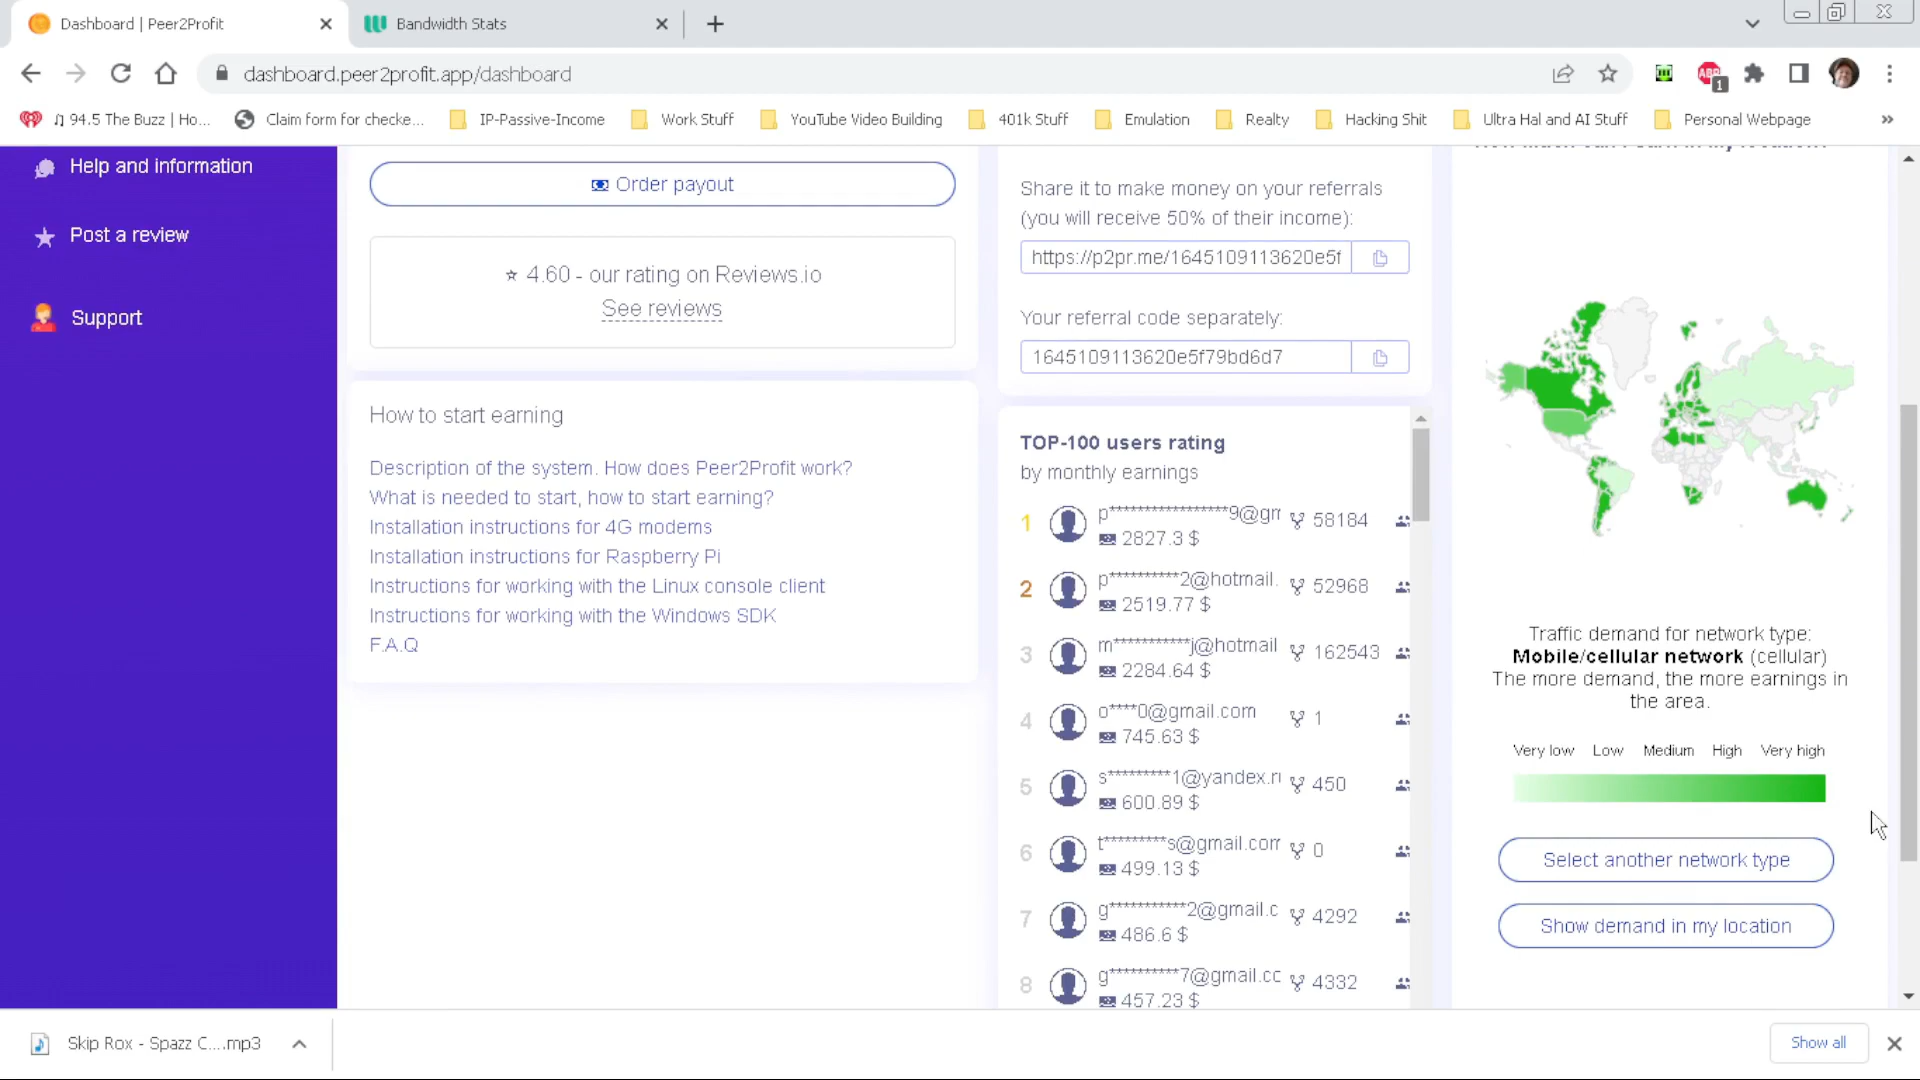 Dashboard | Peer2Profit
Bandwidth Stats
dashboard.peer2profit.app/dashboard
ABP
1
♫ 94.5 The Buzz | Ho...
Claim form for checke...
IP-Passive-Income
Work Stuff
YouTube Video Building
401k Stuff
Emulation
Realty
Hacking Shit
Ultra Hal and AI Stuff
Personal Webpage
»
Help and information
Post a review
Support
Order payout
4.60 - our rating on Reviews.io
See reviews
How to start earning
Description of the system. How does Peer2Profit work?
What is needed to start, how to start earning?
Installation instructions for 4G modems
Installation instructions for Raspberry Pi
Instructions for working with the Linux console client
Instructions for working with the Windows SDK
F.A.Q
Share it to make money on your referrals
(you will receive 50% of their income):
https://p2pr.me/1645109113620e5f
Your referral code separately:
1645109113620e5f79bd6d7
TOP-100 users rating
by monthly earnings
1 p*****************9@gm 58184
2827.3 $
2 p**********2@hotmail. 52968
2519.77 $
3 m***********j@hotmail 162543
2284.64 $
4 o****0@gmail.com 1
745.63 $
5 s*********1@yandex.ru 450
600.89 $
6 t*********s@gmail.com 0
499.13 $
7 g***********2@gmail.c 4292
486.6 $
8 g**********7@gmail.cc 4332
457.23 $
How much can I earn in my location?
Traffic demand for network type:
Mobile/cellular network (cellular)
The more demand, the more earnings in
the area.
Very low Low Medium High Very high
Select another network type
Show demand in my location
Skip Rox - Spazz C....mp3
Show all